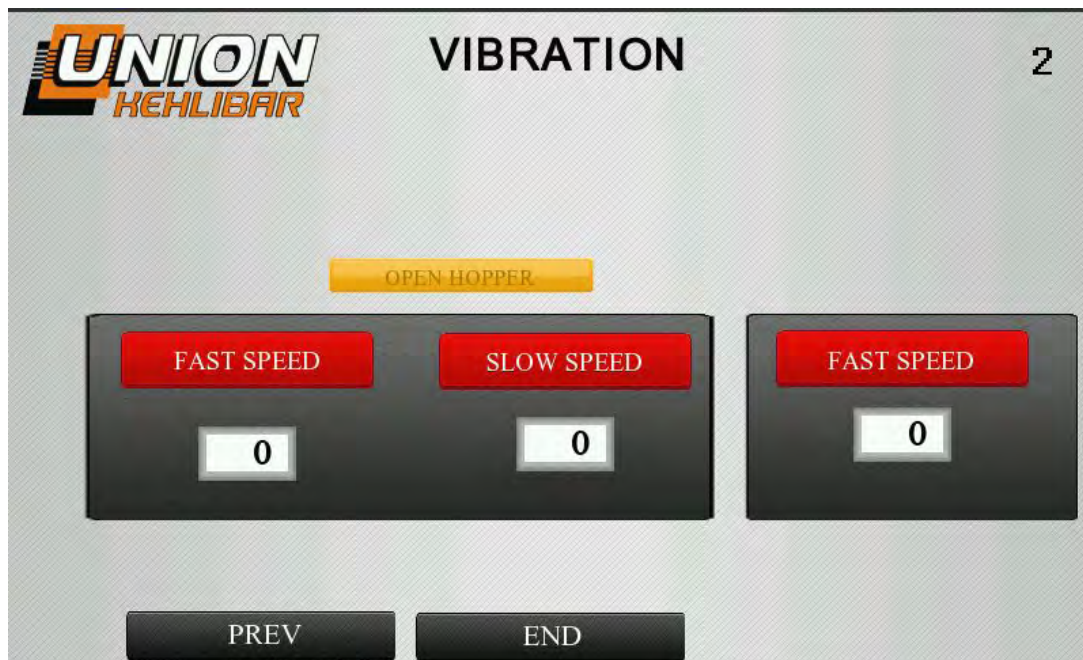 UNION
KEHLIBAR
VIBRATION
2
OPEN HOPPER
FAST SPEED
SLOW SPEED
FAST SPEED
0
0
0
PREV
END